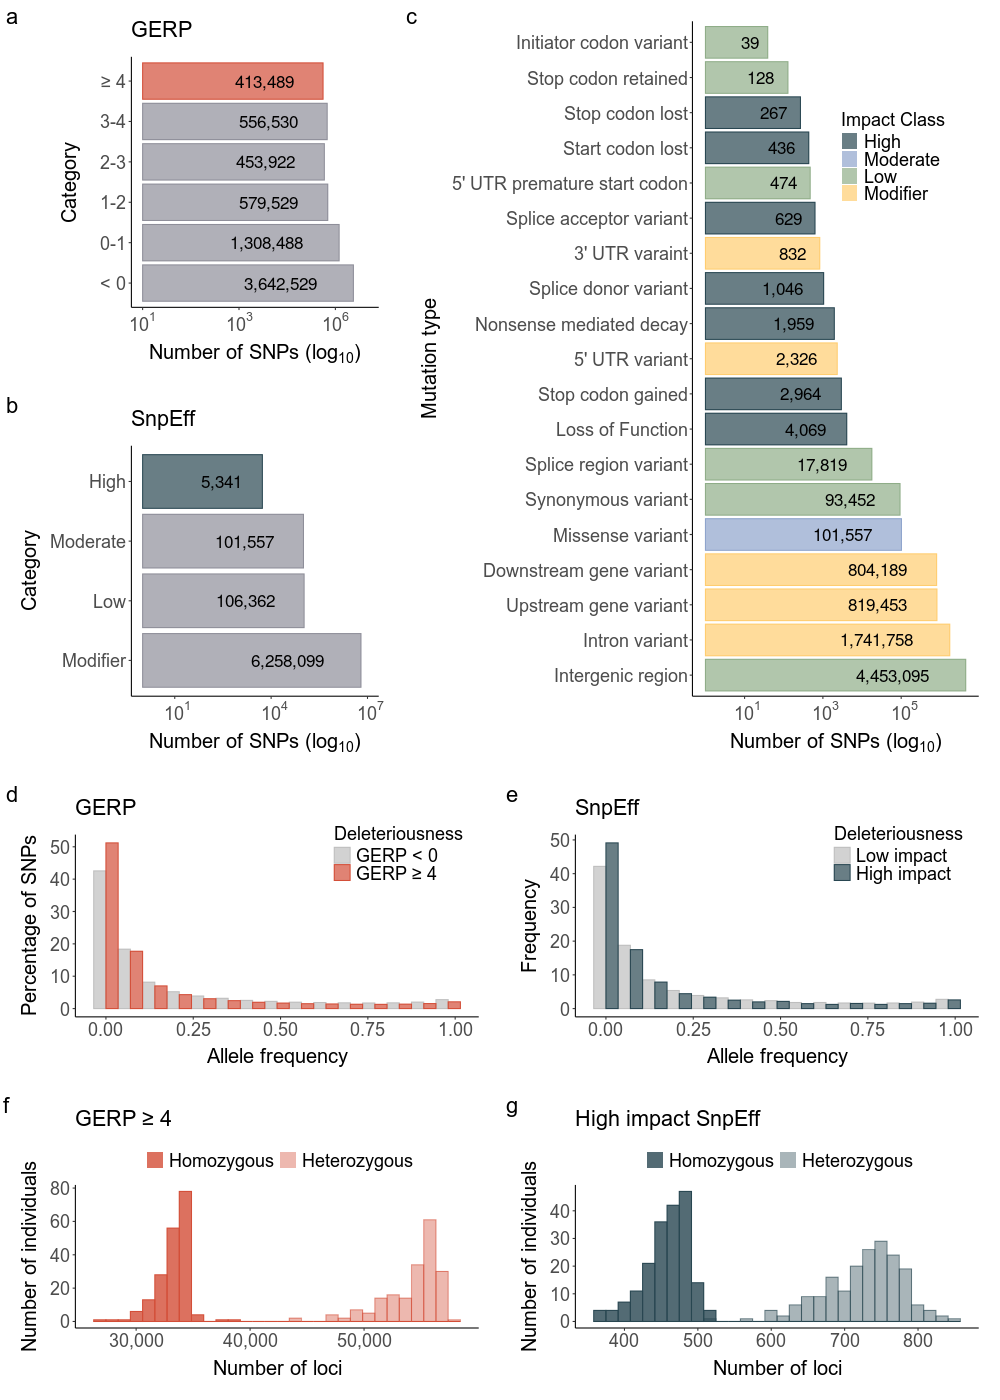 a
GERP
Category
≥ 4
413,489
3-4
556,530
2-3
453,922
1-2
579,529
0-1
1,308,488
< 0
3,642,529
10¹ 10³ 10⁶
Number of SNPs (log₁₀)
b
SnpEff
Category
High
5,341
Moderate
101,557
Low
106,362
Modifier
6,258,099
10¹ 10⁴ 10⁷
Number of SNPs (log₁₀)
c
Mutation type
Initiator codon variant
39
Stop codon retained
128
Stop codon lost
267
Start codon lost
436
5' UTR premature start codon
474
Splice acceptor variant
629
3' UTR varaint
832
Splice donor variant
1,046
Nonsense mediated decay
1,959
5' UTR variant
2,326
Stop codon gained
2,964
Loss of Function
4,069
Splice region variant
17,819
Synonymous variant
93,452
Missense variant
101,557
Downstream gene variant
804,189
Upstream gene variant
819,453
Intron variant
1,741,758
Intergenic region
4,453,095
10¹ 10³ 10⁵
Number of SNPs (log₁₀)
Impact Class
High
Moderate
Low
Modifier
d
GERP
Percentage of SNPs
50
40
30
20
10
0
0.00 0.25 0.50 0.75 1.00
Allele frequency
Deleteriousness
GERP < 0
GERP ≥ 4
e
SnpEff
Frequency
50
40
30
20
10
0
0.00 0.25 0.50 0.75 1.00
Allele frequency
Deleteriousness
Low impact
High impact
f
GERP ≥ 4
Homozygous Heterozygous
Number of individuals
80
60
40
20
0
30,000 40,000 50,000
Number of loci
g
High impact SnpEff
Homozygous Heterozygous
Number of individuals
40
30
20
10
0
400 500 600 700 800
Number of loci